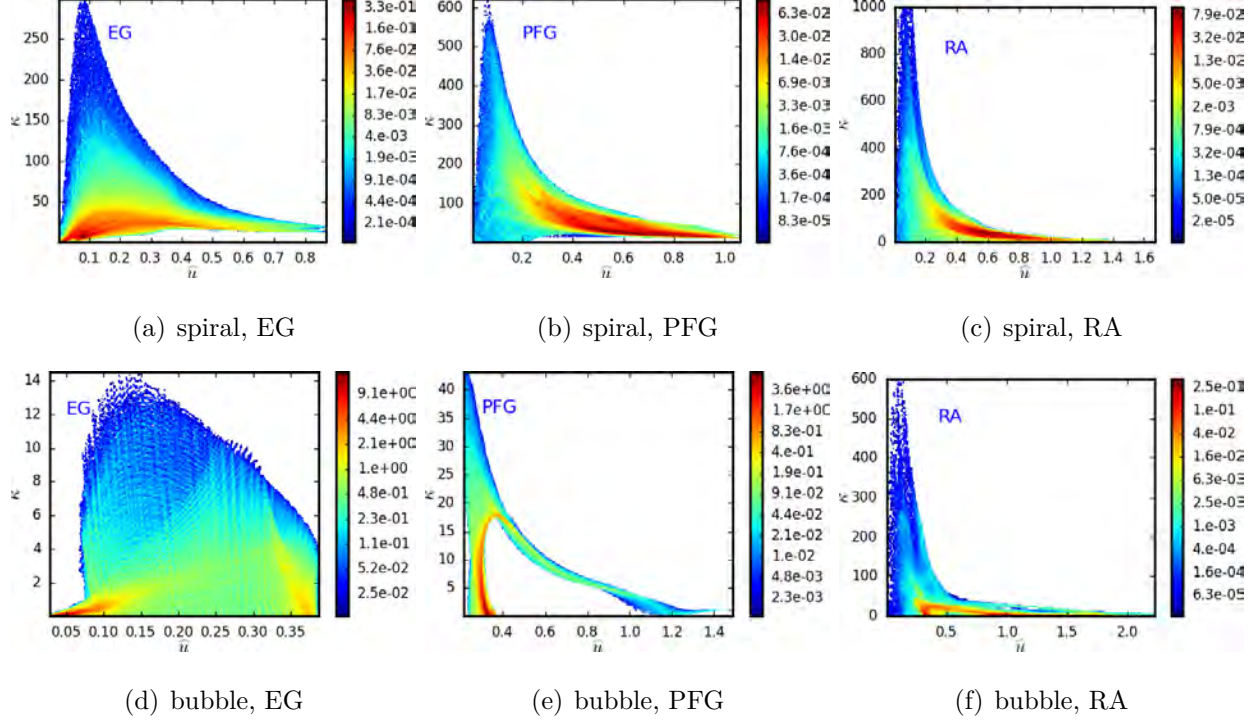 EG
κ
250
200
150
100
50
0.1 0.2 0.3 0.4 0.5 0.6 0.7 0.8
û
3.3e-01
1.6e-01
7.6e-02
3.6e-02
1.7e-02
8.3e-03
4.e-03
1.9e-03
9.1e-04
4.4e-04
2.1e-04
PFG
κ
600
500
400
300
200
100
0.2 0.4 0.6 0.8 1.0
û
6.3e-02
3.e-02
1.4e-02
6.9e-03
3.3e-03
1.6e-03
7.6e-04
3.6e-04
1.7e-04
8.3e-05
RA
κ
1000
800
600
400
200
0
0.2 0.4 0.6 0.8 1.0 1.2 1.4 1.6
û
7.9e-02
3.2e-02
1.3e-02
5.0e-03
2.e-03
7.9e-04
3.2e-04
1.3e-04
5.0e-05
2.e-05
(a) spiral, EG
(b) spiral, PFG
(c) spiral, RA
EG
κ
14
12
10
8
6
4
2
0.05 0.10 0.15 0.20 0.25 0.30 0.35
û
9.1e+00
4.4e+00
2.1e+00
1.e+00
4.8e-01
2.3e-01
1.1e-01
5.2e-02
2.5e-02
PFG
κ
40
35
30
25
20
15
10
5
0.4 0.6 0.8 1.0 1.2 1.4
û
3.6e+00
1.7e+00
8.3e-01
4.e-01
1.9e-01
9.1e-02
4.4e-02
2.1e-02
1.e-02
4.8e-03
2.3e-03
RA
κ
600
500
400
300
200
100
0
0.5 1.0 1.5 2.0
û
2.5e-01
1.e-01
4.e-02
1.6e-02
6.3e-03
2.5e-03
1.e-03
4.e-04
1.6e-04
6.3e-05
(d) bubble, EG
(e) bubble, PFG
(f) bubble, RA